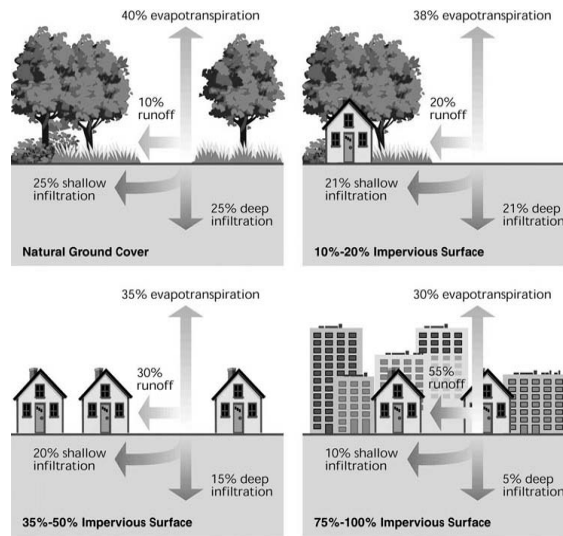 40% evapotranspiration
10%
runoff
25% shallow
infiltration
25% deep
infiltration
Natural Ground Cover
38% evapotranspiration
20%
runoff
21% shallow
infiltration
21% deep
infiltration
10%-20% Impervious Surface
35% evapotranspiration
30%
runoff
20% shallow
infiltration
15% deep
infiltration
35%-50% Impervious Surface
30% evapotranspiration
55%
runoff
10% shallow
infiltration
5% deep
infiltration
75%-100% Impervious Surface